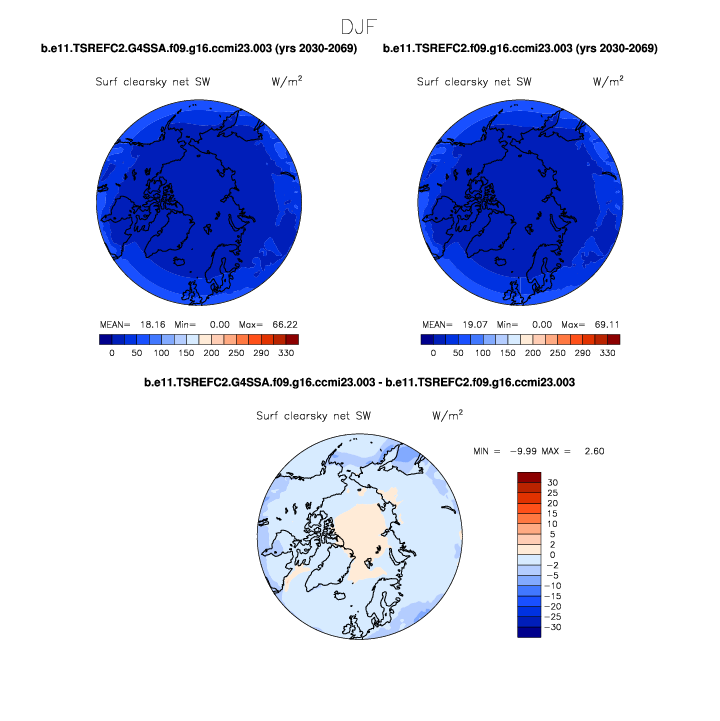 DJF
b.e11.TSREFC2.G4SSA.f09.g16.ccmi23.003 (yrs 2030-2069) b.e11.TSREFC2.f09.g16.ccmi23.003 (yrs 2030-2069)
Surf clearsky net SW W/m² Surf clearsky net SW W/m²
MEAN= 18.16 Min= 0.00 Max= 66.22 MEAN= 19.07 Min= 0.00 Max= 69.11
0 50 100 150 200 250 290 330 0 50 100 150 200 250 290 330
b.e11.TSREFC2.G4SSA.f09.g16.ccmi23.003 - b.e11.TSREFC2.f09.g16.ccmi23.003
Surf clearsky net SW W/m²
MIN = -9.99 MAX = 2.60
30
25
20
15
10
5
2
0
-2
-5
-10
-15
-20
-25
-30